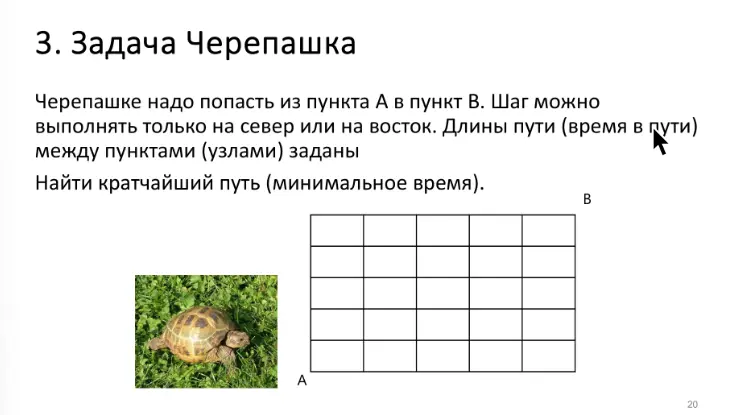 3. Задача Черепашка
Черепашке надо попасть из пункта А в пункт В. Шаг можно
выполнять только на север или на восток. Длины пути (время в пути)
между пунктами (узлами) заданы
Найти кратчайший путь (минимальное время).
В
А
20